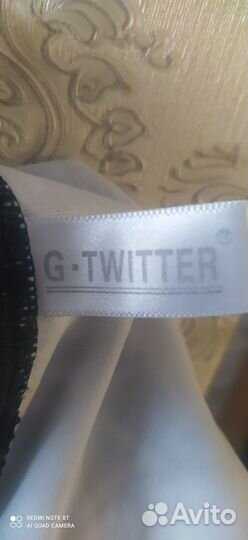 G·TWITTER
REDMI NOTE 8T
AI QUAD CAMERA
Avito